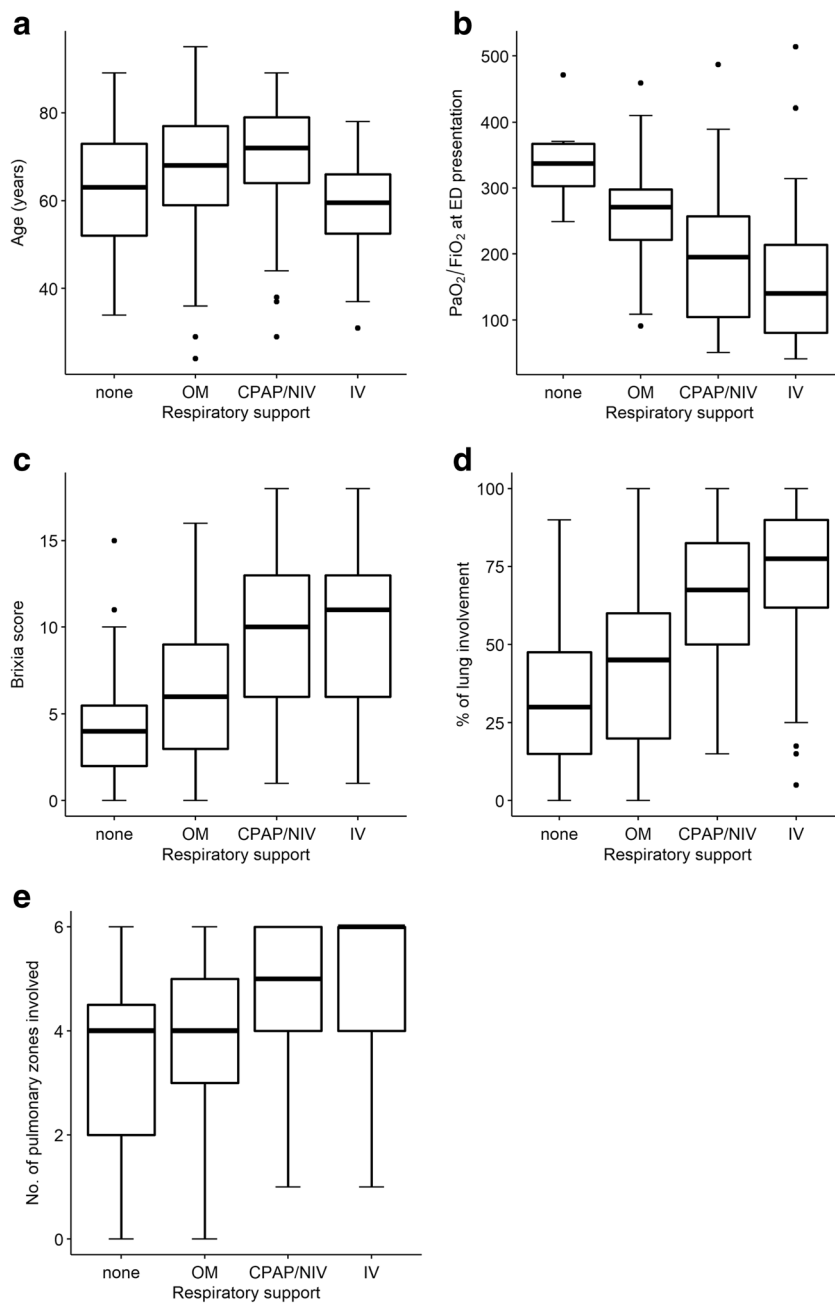 a
Age (years)
80
60
40
none OM CPAP/NIV IV
Respiratory support
b
PaO₂/FiO₂ at ED presentation
500
400
300
200
100
none OM CPAP/NIV IV
Respiratory support
c
Brixia score
15
10
5
0
none OM CPAP/NIV IV
Respiratory support
d
% of lung involvement
100
75
50
25
0
none OM CPAP/NIV IV
Respiratory support
e
No. of pulmonary zones involved
6
4
2
0
none OM CPAP/NIV IV
Respiratory support